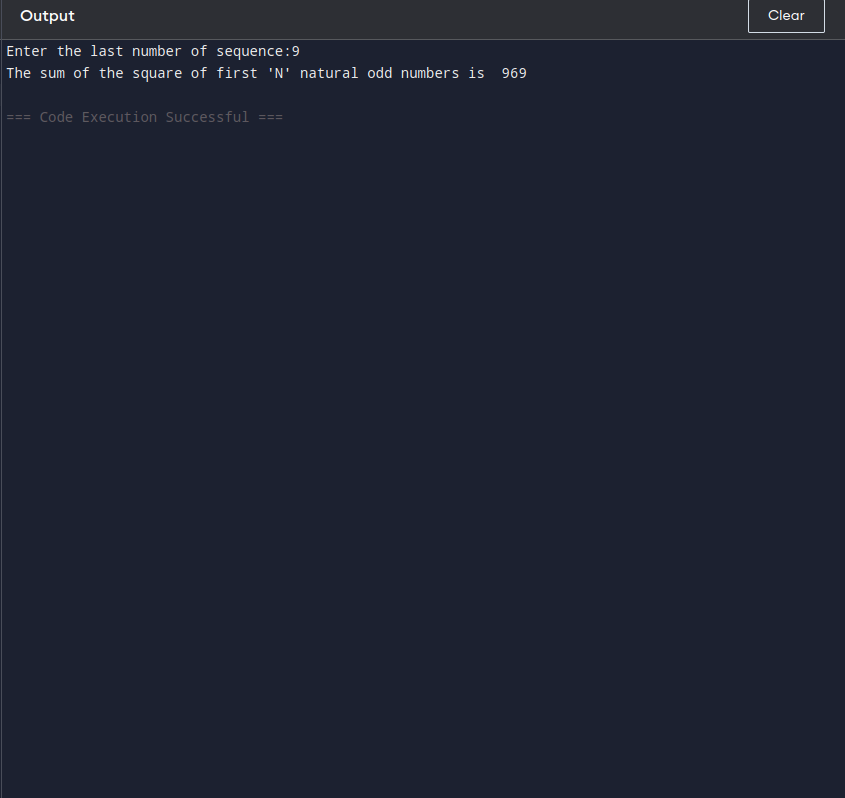 Output
Clear
Enter the last number of sequence:9
The sum of the square of first 'N' natural odd numbers is  969
=== Code Execution Successful ===